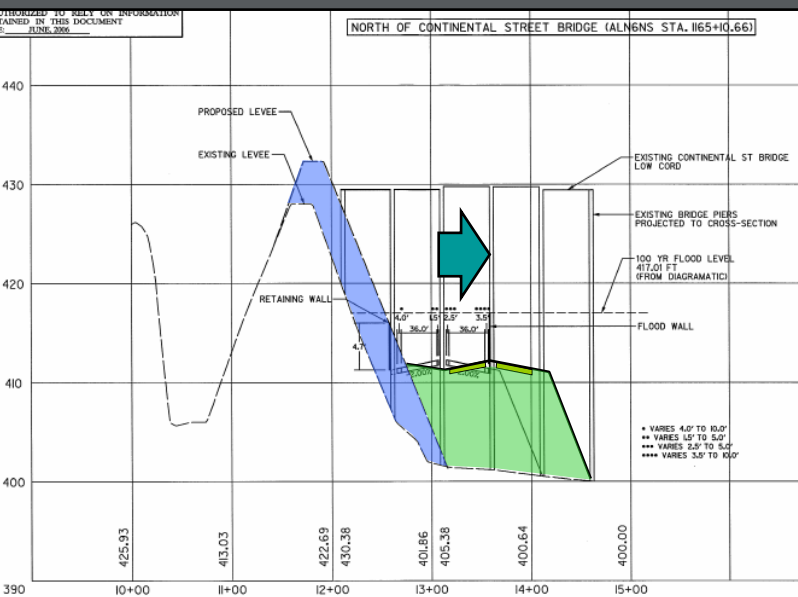 UTHORIZED TO RELY ON INFORMATION
TAINED IN THIS DOCUMENT
E: JUNE, 2006
NORTH OF CONTINENTAL STREET BRIDGE (ALN6NS STA. 1165+10.66)
440
PROPOSED LEVEE
EXISTING LEVEE
EXISTING CONTINENTAL ST BRIDGE
LOW CORD
430
EXISTING BRIDGE PIERS
PROJECTED TO CROSS-SECTION
100 YR FLOOD LEVEL
417.01 FT
(FROM DIAGRAMATIC)
420
RETAINING WALL
* ** *** ****
4.0' 1.5' 2.5' 3.5'
36.0' 36.0'
FLOOD WALL
4.7'
410
* VARIES 4.0' TO 10.0'
** VARIES 1.5' TO 5.0'
*** VARIES 2.5' TO 5.0'
**** VARIES 3.5' TO 10.0'
400
425.93
413.03
422.69
430.38
401.86
405.38
400.64
400.00
390
10+00 11+00 12+00 13+00 14+00 15+00